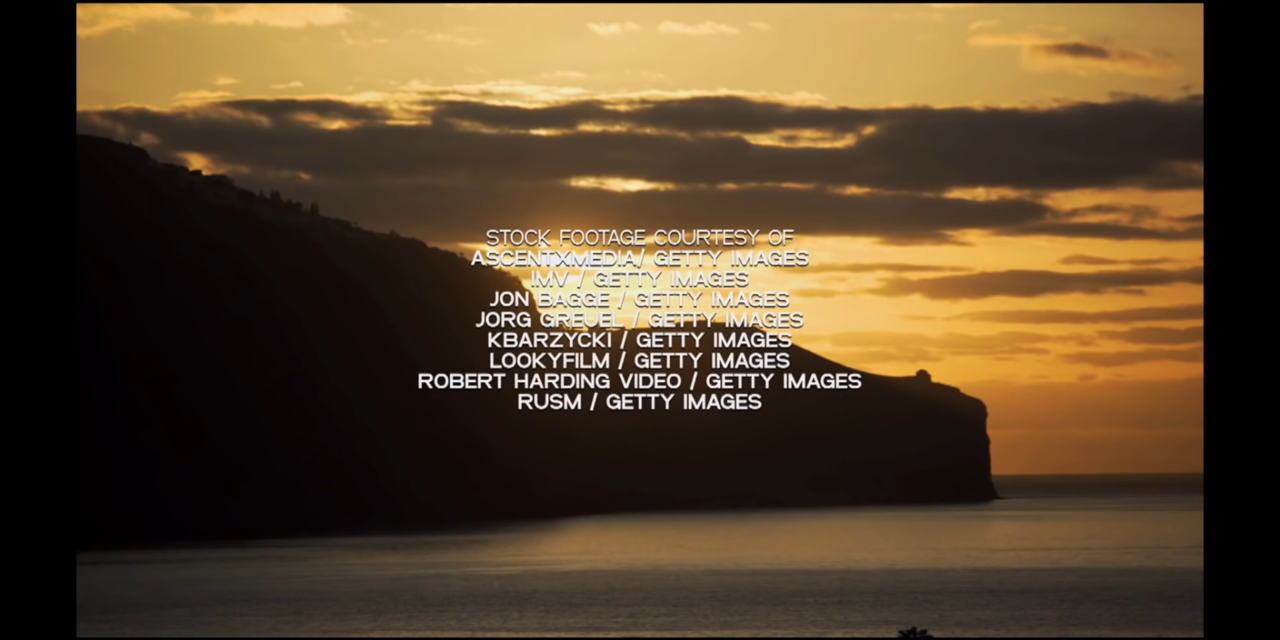 STOCK FOOTAGE COURTESY OF
ASCENTXMEDIA/ GETTY IMAGES
IMV / GETTY IMAGES
JON BAGGE / GETTY IMAGES
JORG GREUEL / GETTY IMAGES
KBARZYCKI / GETTY IMAGES
LOOKYFILM / GETTY IMAGES
ROBERT HARDING VIDEO / GETTY IMAGES
RUSM / GETTY IMAGES